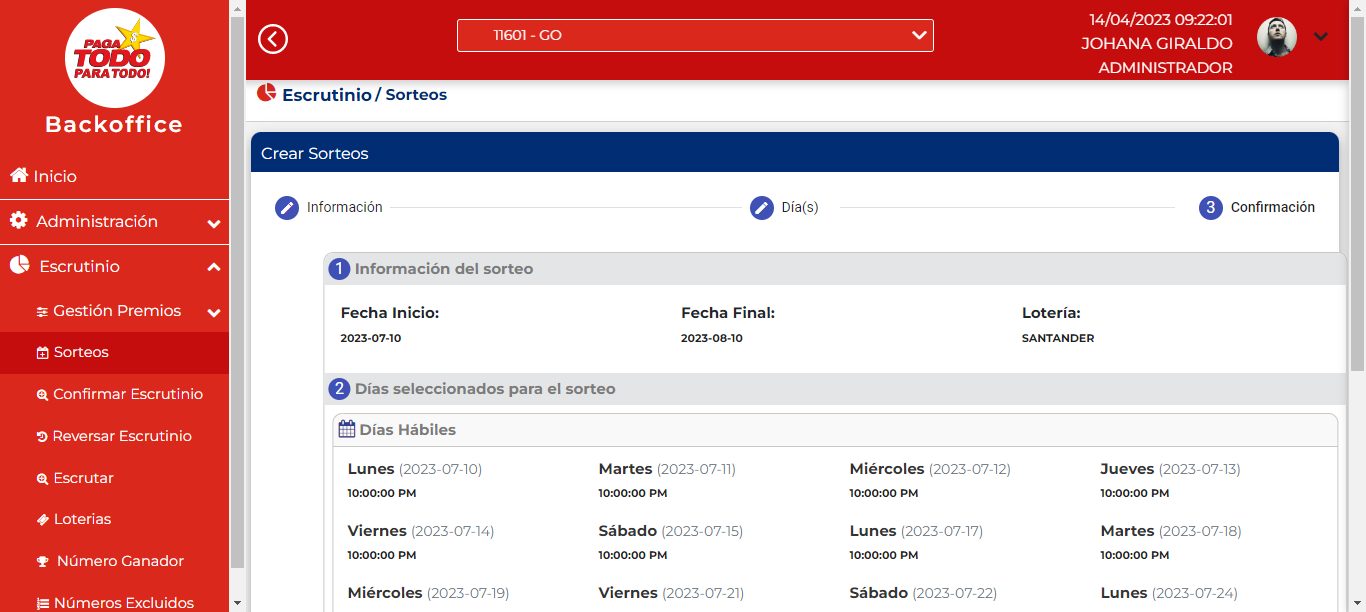 PAGA
TODO
PARA TODO!
Backoffice
Inicio
Administración
Escrutinio
Gestión Premios
Sorteos
Confirmar Escrutinio
Reversar Escrutinio
Escrutar
Loterias
Número Ganador
Números Excluidos
11601 - GO
14/04/2023 09:22:01
JOHANA GIRALDO
ADMINISTRADOR
Escrutinio / Sorteos
Crear Sorteos
Información
Día(s)
3 Confirmación
1 Información del sorteo
Fecha Inicio: Fecha Final: Lotería:
2023-07-10 2023-08-10 SANTANDER
2 Días seleccionados para el sorteo
Días Hábiles
Lunes (2023-07-10) Martes (2023-07-11) Miércoles (2023-07-12) Jueves (2023-07-13)
10:00:00 PM 10:00:00 PM 10:00:00 PM 10:00:00 PM
Viernes (2023-07-14) Sábado (2023-07-15) Lunes (2023-07-17) Martes (2023-07-18)
10:00:00 PM 10:00:00 PM 10:00:00 PM 10:00:00 PM
Miércoles (2023-07-19) Viernes (2023-07-21) Sábado (2023-07-22) Lunes (2023-07-24)